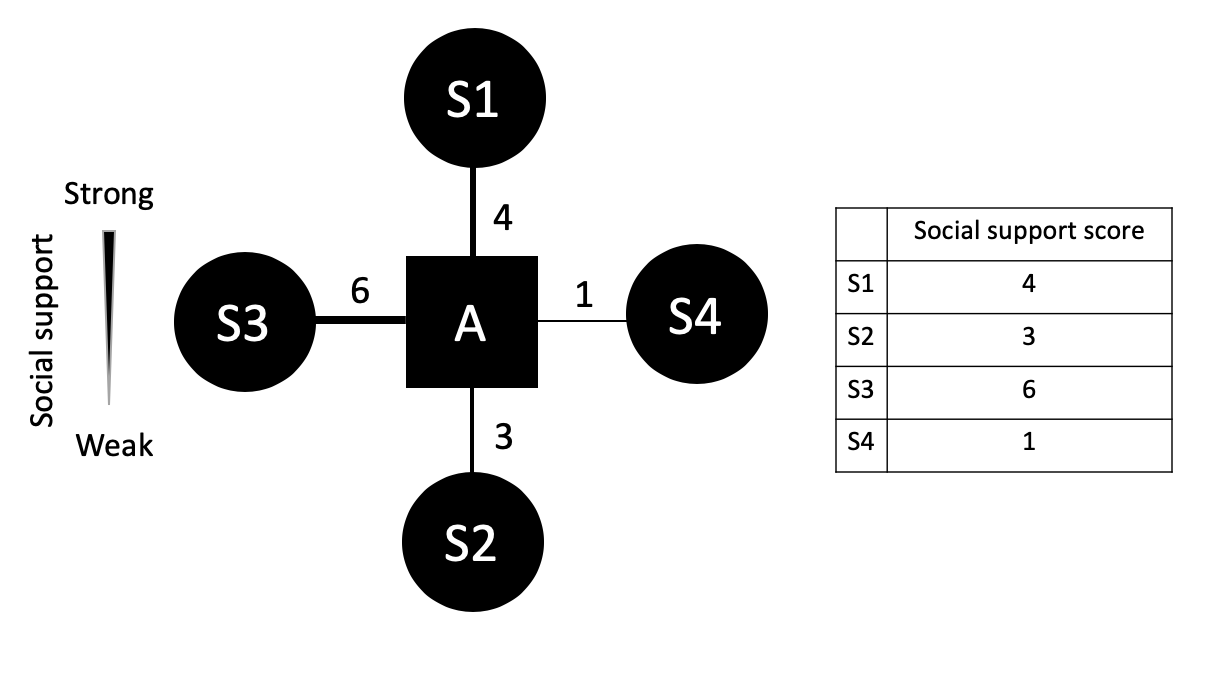 S1
Strong
4
Social support
6
1
S3
A
S4
Weak
3
S2
Social support score
S1 4
S2 3
S3 6
S4 1